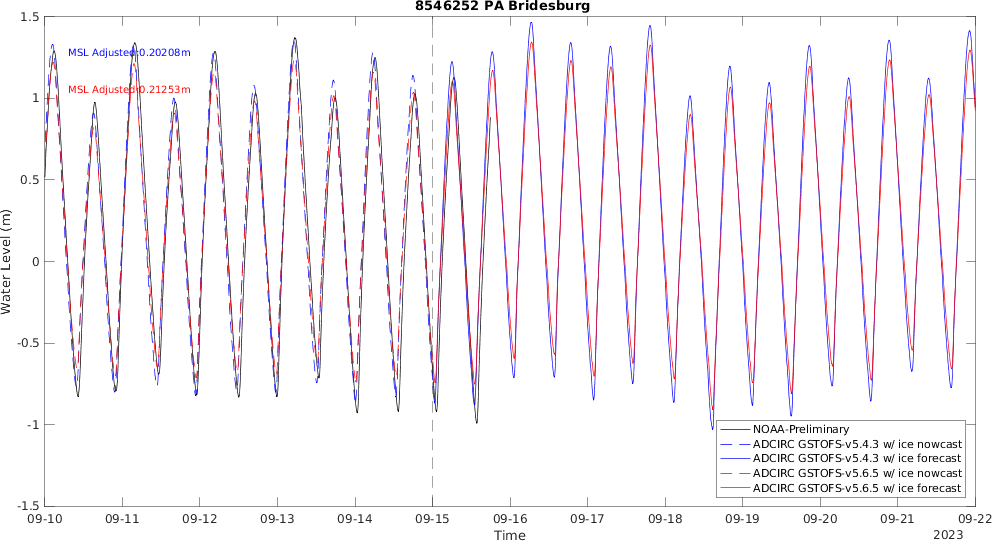 8546252 PA Bridesburg
MSL Adjusted:0.20208m
MSL Adjusted:0.21253m
Water Level (m)
1.5
1
0.5
0
-0.5
-1
-1.5
NOAA-Preliminary
ADCIRC GSTOFS-v5.4.3 w/ ice nowcast
ADCIRC GSTOFS-v5.4.3 w/ ice forecast
ADCIRC GSTOFS-v5.6.5 w/ ice nowcast
ADCIRC GSTOFS-v5.6.5 w/ ice forecast
09-10 09-11 09-12 09-13 09-14 09-15 09-16 09-17 09-18 09-19 09-20 09-21 09-22
Time
2023